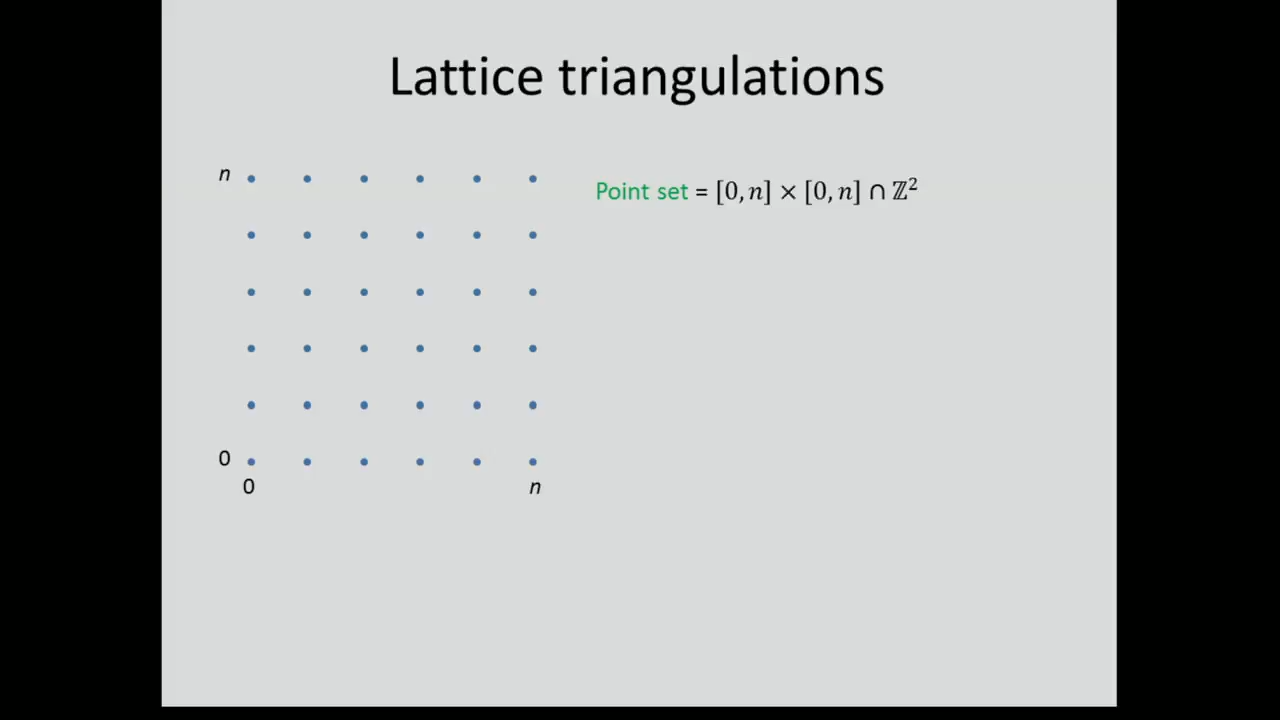 Lattice triangulations
n
Point set = [0, n] × [0, n] ∩ ℤ²
0
0
n